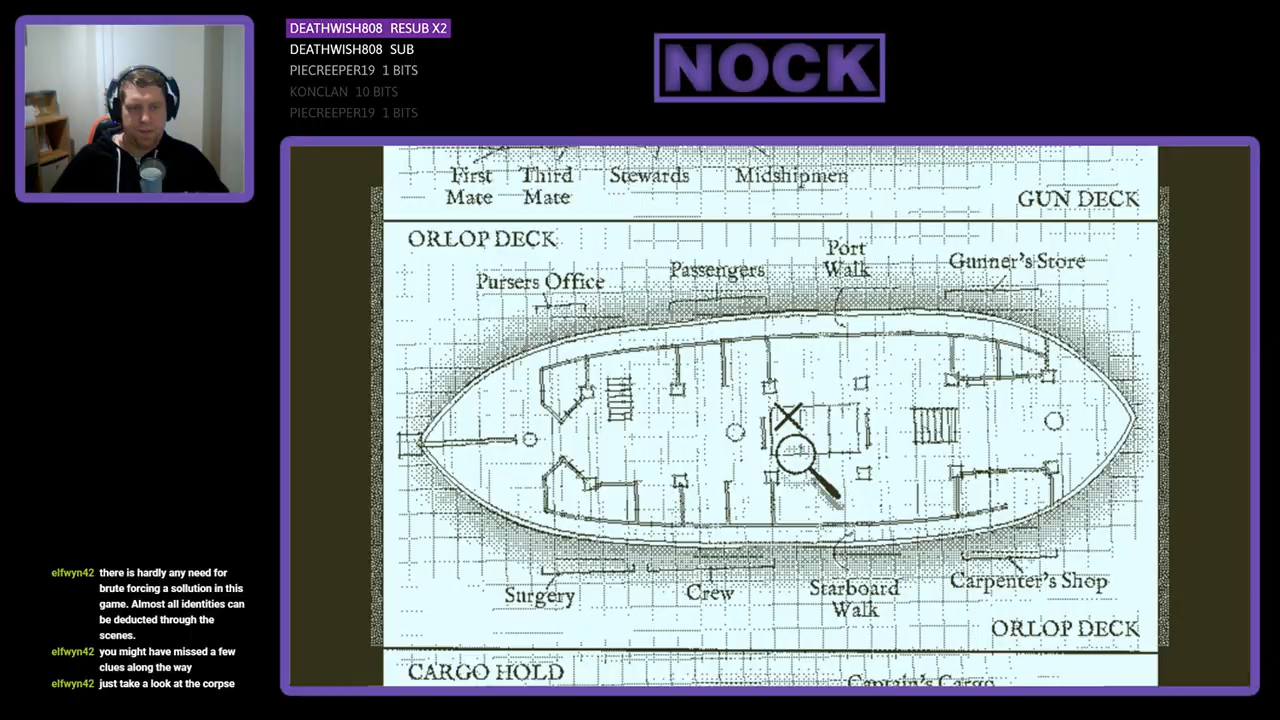 DEATHWISH808 RESUB X2
DEATHWISH808 SUB
PIECREEPER19 1 BITS
KONCLAN 10 BITS
PIECREEPER19 1 BITS
NOCK
First
Mate
Third
Mate
Stewards
Midshipmen
GUN DECK
ORLOP DECK
Pursers Office
Passengers
Port
Walk
Gunner's Store
Surgery
Crew
Starboard
Walk
Carpenter's Shop
ORLOP DECK
CARGO HOLD
Captain's Cargo
elfwyn42 there is hardly any need for
brute forcing a sollution in this
game. Almost all identities can
be deducted through the
scenes.
elfwyn42 you might have missed a few
clues along the way
elfwyn42 just take a look at the corpse